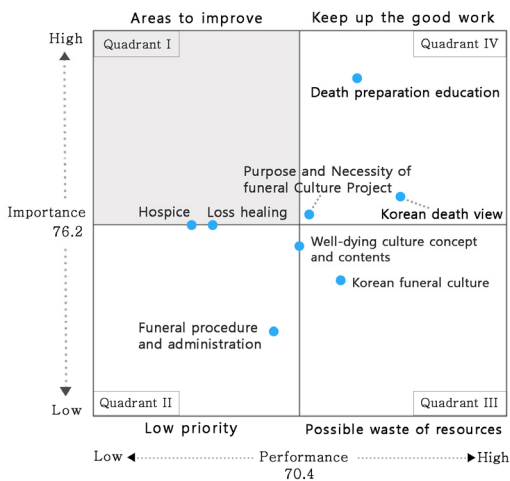 Areas to improve
Keep up the good work
High
Quadrant I
Quadrant IV
Death preparation education
Purpose and Necessity of
funeral Culture Project
Hospice
Loss healing
Korean death view
Importance
76.2
Well-dying culture concept
and contents
Korean funeral culture
Funeral procedure
and administration
Quadrant II
Quadrant III
Low
Low priority
Possible waste of resources
Low
Performance
High
70.4